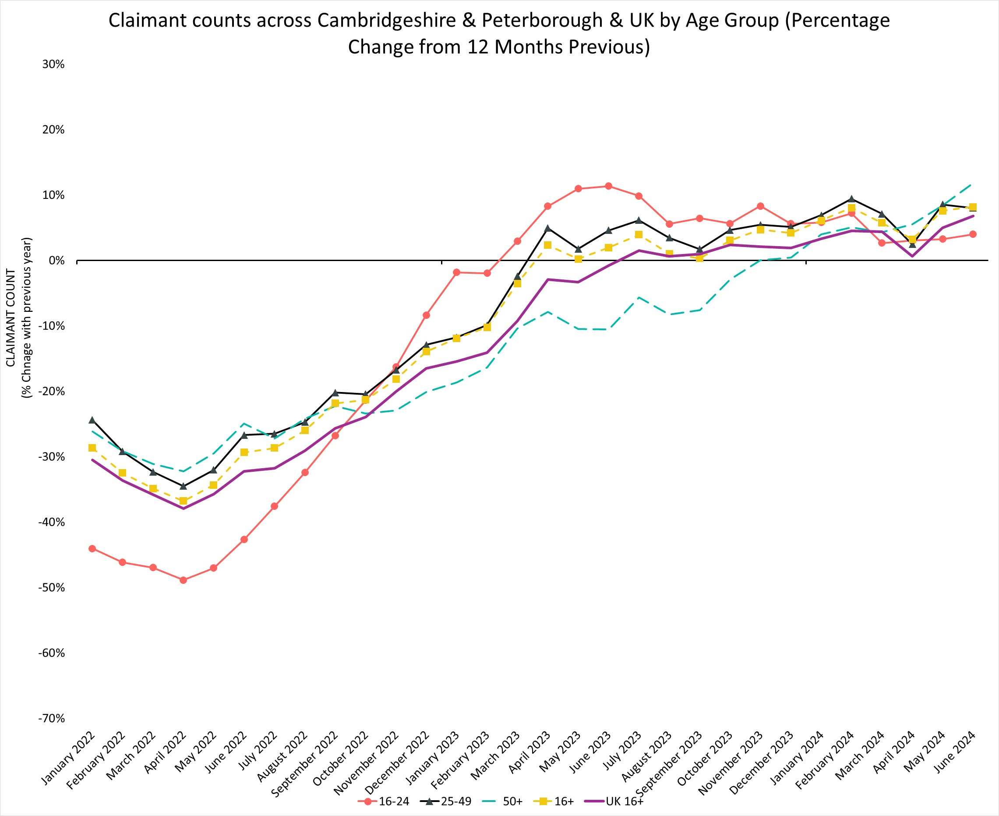 Claimant counts across Cambridgeshire & Peterborough & UK by Age Group (Percentage
Change from 12 Months Previous)
30%
20%
10%
0%
-10%
-20%
-30%
-40%
-50%
-60%
-70%
CLAIMANT COUNT
(% Chnage with previous year)
January 2022
February 2022
March 2022
April 2022
May 2022
June 2022
July 2022
August 2022
September 2022
October 2022
November 2022
December 2022
January 2023
February 2023
March 2023
April 2023
May 2023
June 2023
July 2023
August 2023
September 2023
October 2023
November 2023
December 2023
January 2024
February 2024
March 2024
April 2024
May 2024
June 2024
16-24 25-49 50+ 16+ UK 16+